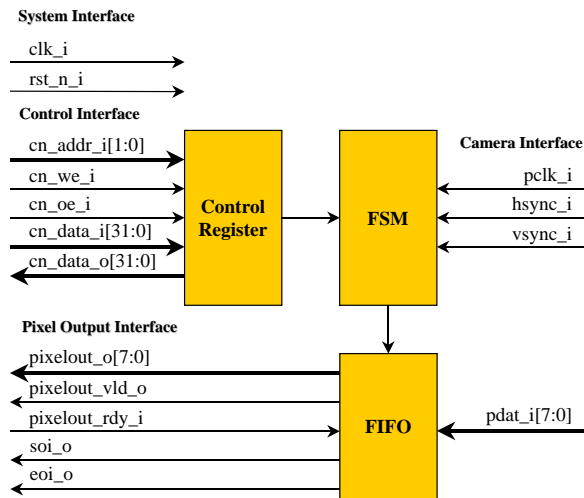 System Interface
clk_i
rst_n_i
Control Interface
cn_addr_i[1:0]
cn_we_i
cn_oe_i
cn_data_i[31:0]
cn_data_o[31:0]
Control
Register
FSM
Camera Interface
pclk_i
hsync_i
vsync_i
Pixel Output Interface
pixelout_o[7:0]
pixelout_vld_o
pixelout_rdy_i
soi_o
eoi_o
FIFO
pdat_i[7:0]